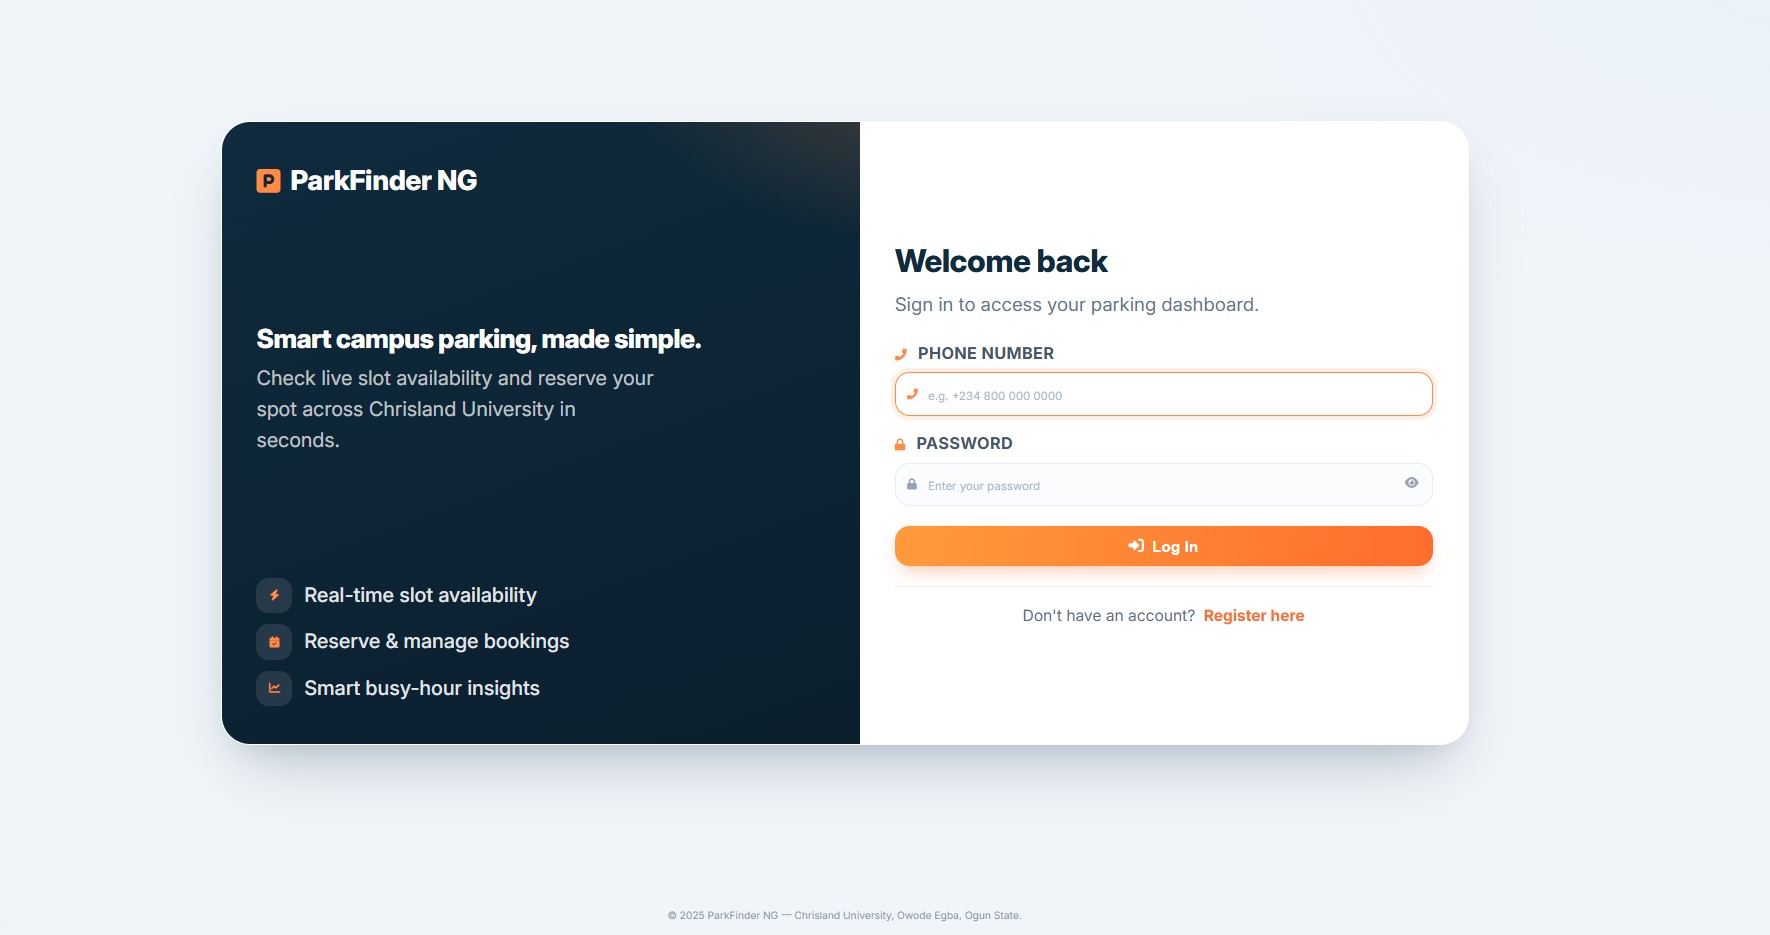 P ParkFinder NG
Smart campus parking, made simple.
Check live slot availability and reserve your
spot across Chrisland University in
seconds.
Real-time slot availability
Reserve & manage bookings
Smart busy-hour insights
Welcome back
Sign in to access your parking dashboard.
PHONE NUMBER
e.g. +234 800 000 0000
PASSWORD
Enter your password
Log In
Don't have an account? Register here
© 2025 ParkFinder NG — Chrisland University, Owode Egba, Ogun State.